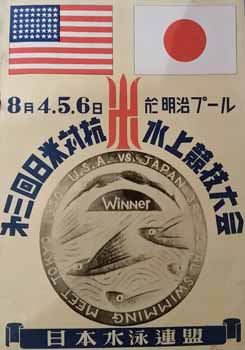 8月4.5.6日 於明治プール
第三回日米対抗水上競技大会
U.S.A. VS. JAPAN
SWIMMING MEET TOKYO
Winner
日本水泳連盟